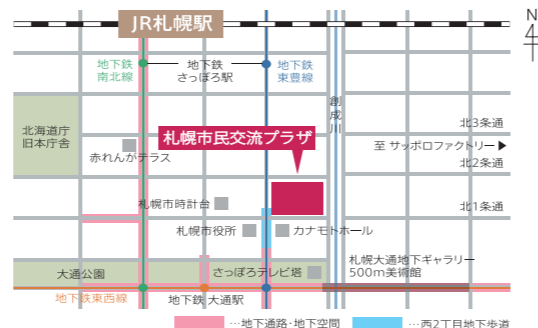 JR札幌駅
N
4
地下鉄
南北線
地下鉄
さっぽろ駅
地下鉄
東豊線
創成川
北海道庁
旧本庁舎
赤れんがテラス
札幌市民交流プラザ
北3条通
至 サッポロファクトリー▶
北2条通
札幌市時計台
北1条通
札幌市役所
カナモトホール
札幌大通地下ギャラリー
500m美術館
大通公園
さっぽろテレビ塔
地下鉄東西線
地下鉄 大通駅
…地下通路・地下空間
…西2丁目地下歩道